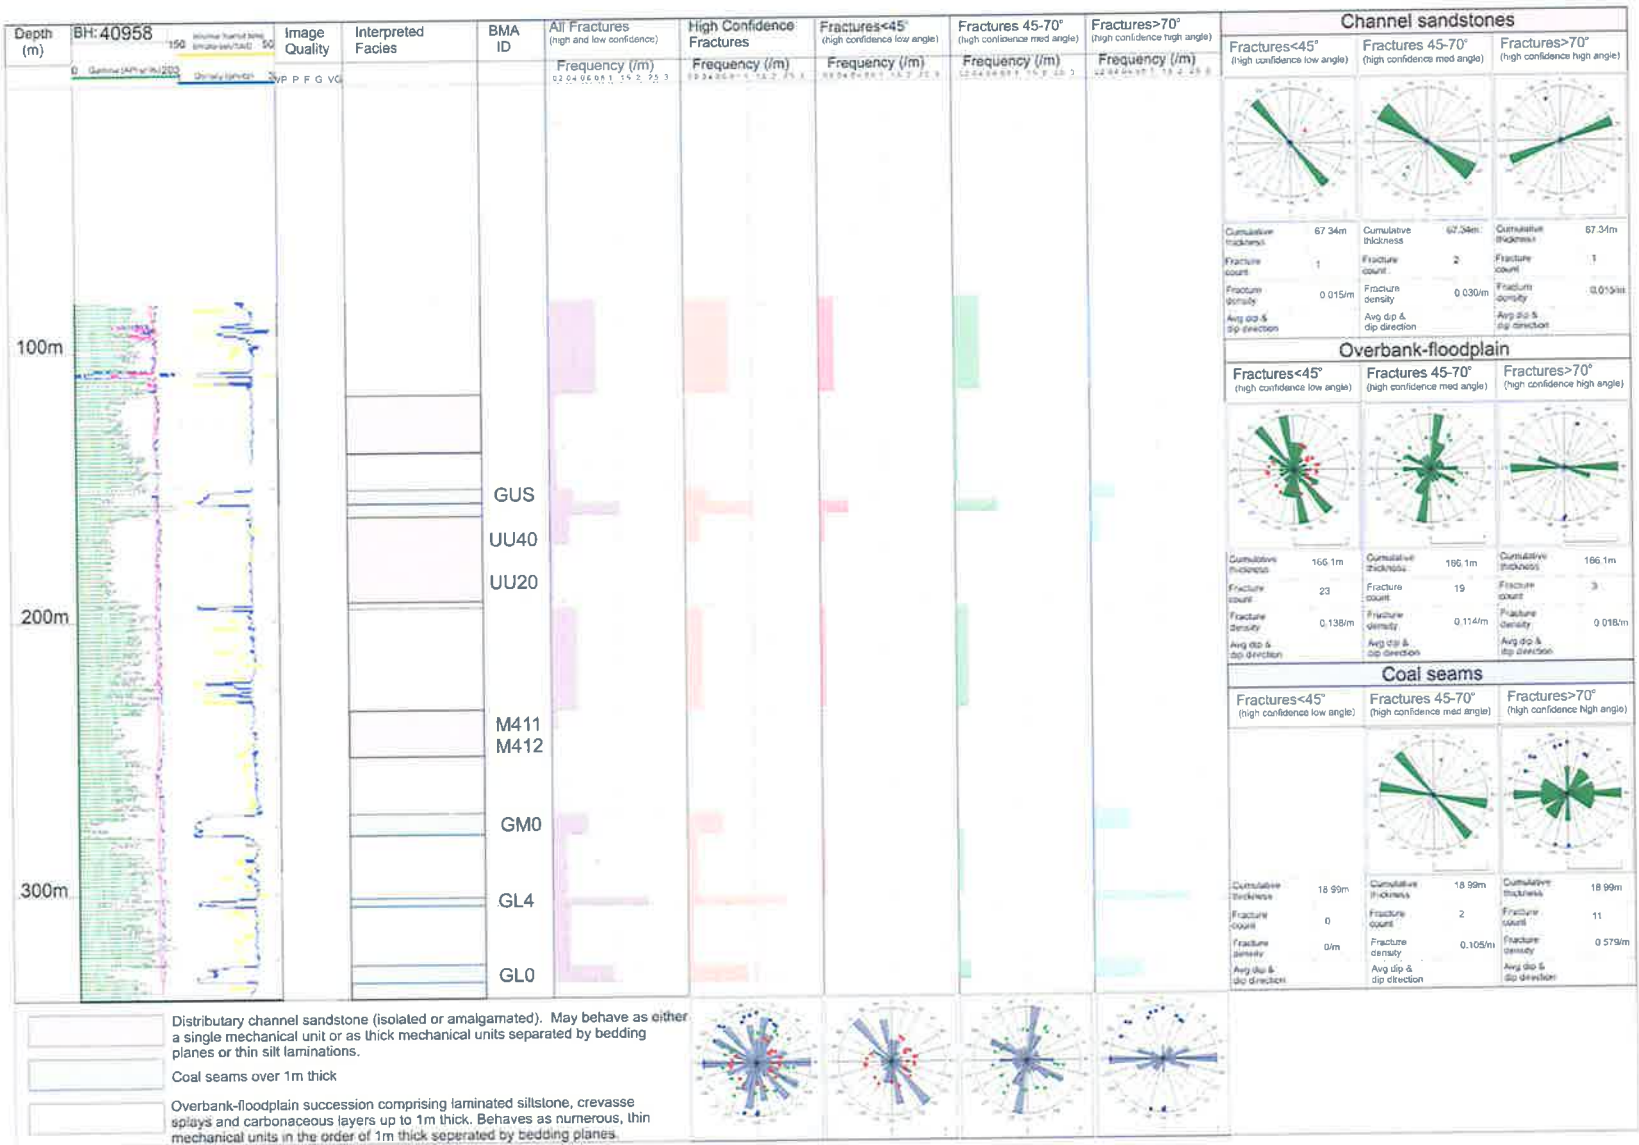 Depth
(m)
BH:40958
150
50
0
200
Image
Quality
VP P F G VG
Interpreted
Facies
BMA
ID
All Fractures
(high and low confidence)
Frequency (/m)
High Confidence
Fractures
Frequency (/m)
Fractures<45°
(high confidence low angle)
Frequency (/m)
Fractures 45-70°
(high confidence med angle)
Frequency (/m)
Fractures>70°
(high confidence high angle)
Frequency (/m)
100m
200m
300m
GUS
UU40
UU20
M411
M412
GM0
GL4
GL0
Channel sandstones
Fractures<45°
(high confidence low angle)
Fractures 45-70°
(high confidence med angle)
Fractures>70°
(high confidence high angle)
Cumulative
thickness
67.34m
Cumulative
thickness
67.34m
Cumulative
thickness
67.34m
Fracture
count
1
Fracture
count
2
Fracture
count
1
Fracture
density
0.015/m
Fracture
density
0.030/m
Fracture
density
0.015/m
Avg dip &
dip direction
Avg dip &
dip direction
Avg dip &
dip direction
Overbank-floodplain
Fractures<45°
(high confidence low angle)
Fractures 45-70°
(high confidence med angle)
Fractures>70°
(high confidence high angle)
Cumulative
thickness
166.1m
Cumulative
thickness
166.1m
Cumulative
thickness
166.1m
Fracture
count
23
Fracture
count
19
Fracture
count
3
Fracture
density
0.138/m
Fracture
density
0.114/m
Fracture
density
0.018/m
Avg dip &
dip direction
Avg dip &
dip direction
Avg dip &
dip direction
Coal seams
Fractures<45°
(high confidence low angle)
Fractures 45-70°
(high confidence med angle)
Fractures>70°
(high confidence high angle)
Cumulative
thickness
18.99m
Cumulative
thickness
18.99m
Cumulative
thickness
18.99m
Fracture
count
0
Fracture
count
2
Fracture
count
11
Fracture
density
0/m
Fracture
density
0.105/m
Fracture
density
0.579/m
Avg dip &
dip direction
Avg dip &
dip direction
Avg dip &
dip direction
Distributary channel sandstone (isolated or amalgamated). May behave as either
a single mechanical unit or as thick mechanical units separated by bedding
planes or thin silt laminations.
Coal seams over 1m thick
Overbank-floodplain succession comprising laminated siltstone, crevasse
splays and carbonaceous layers up to 1m thick. Behaves as numerous, thin
mechanical units in the order of 1m thick seperated by bedding planes.